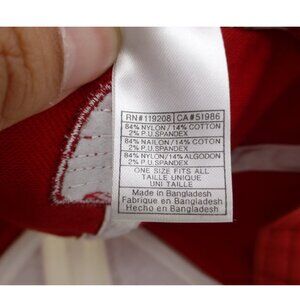 RN#119208 CA#51986
84% NYLON/14% COTTON
2% P.U.SPANDEX
84% NAILON/14% COTON
2% P.U.SPANDEX
84% NYLON/14% ALGODON
2% P.U.SPANDEX
ONE SIZE FITS ALL
TAILLE UNIQUE
UNI TAILLE
Made in Bangladesh
Fabrique en Bangladesh
Hecho en Bangladesh